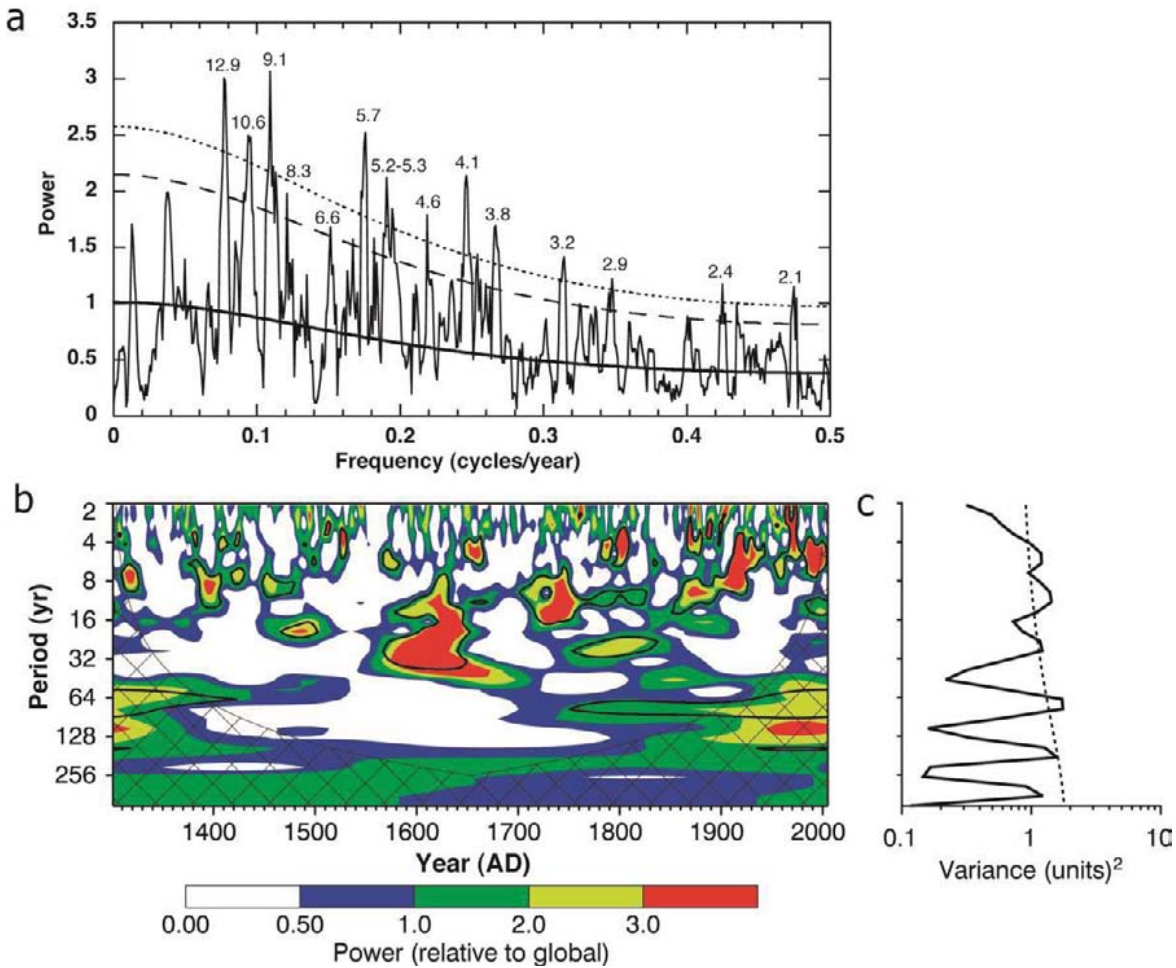 a
3.5
3
2.5
2
1.5
1
0.5
0
Power
12.9
9.1
10.6
8.3
6.6
5.7
5.2-5.3
4.6
4.1
3.8
3.2
2.9
2.4
2.1
0 0.1 0.2 0.3 0.4 0.5
Frequency (cycles/year)
b
2
4
8
16
32
64
128
256
Period (yr)
1400 1500 1600 1700 1800 1900 2000
Year (AD)
0.00 0.50 1.0 2.0 3.0
Power (relative to global)
c
0.1 1 10
Variance (units)²